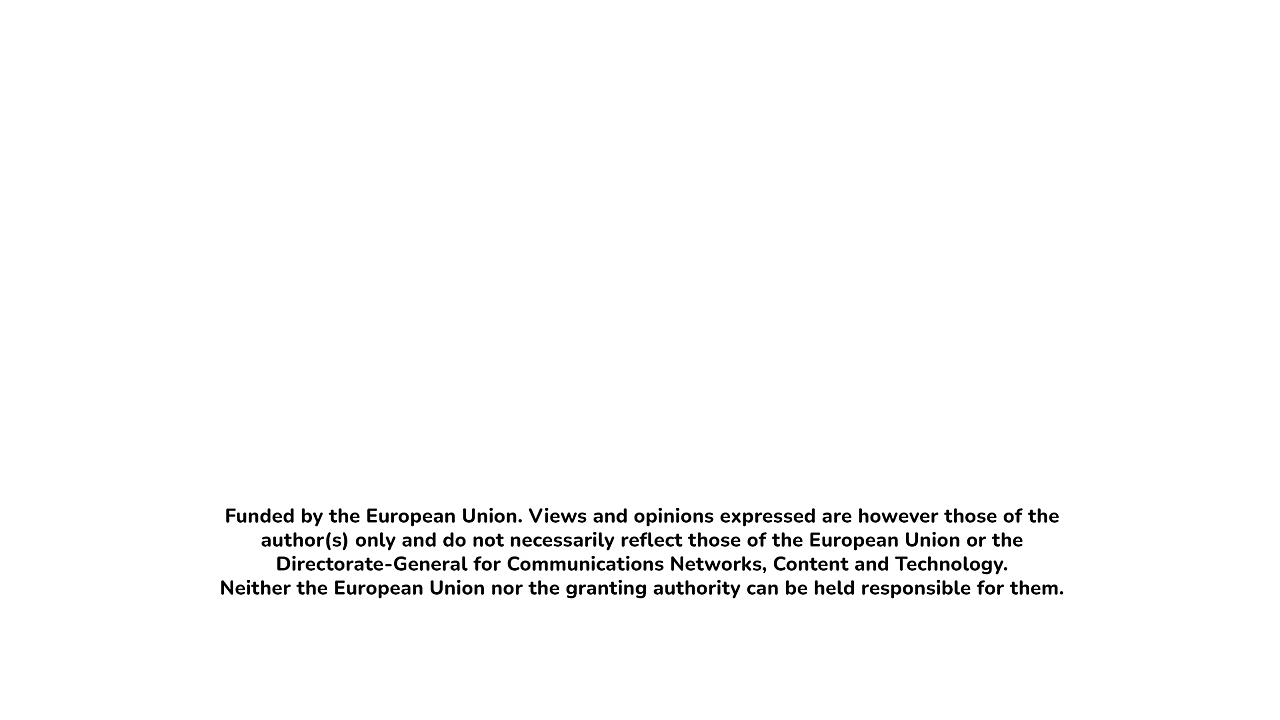 Funded by the European Union. Views and opinions expressed are however those of the
author(s) only and do not necessarily reflect those of the European Union or the
Directorate-General for Communications Networks, Content and Technology.
Neither the European Union nor the granting authority can be held responsible for them.